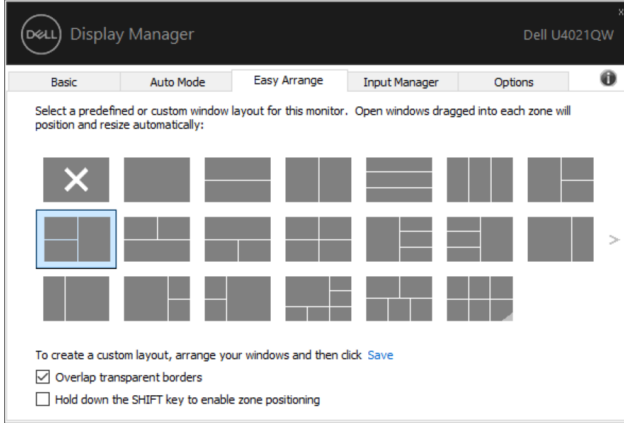 x
DELL Display Manager
Dell U4021QW
Basic Auto Mode Easy Arrange Input Manager Options
Select a predefined or custom window layout for this monitor. Open windows dragged into each zone will
position and resize automatically:
To create a custom layout, arrange your windows and then click Save
Overlap transparent borders
Hold down the SHIFT key to enable zone positioning